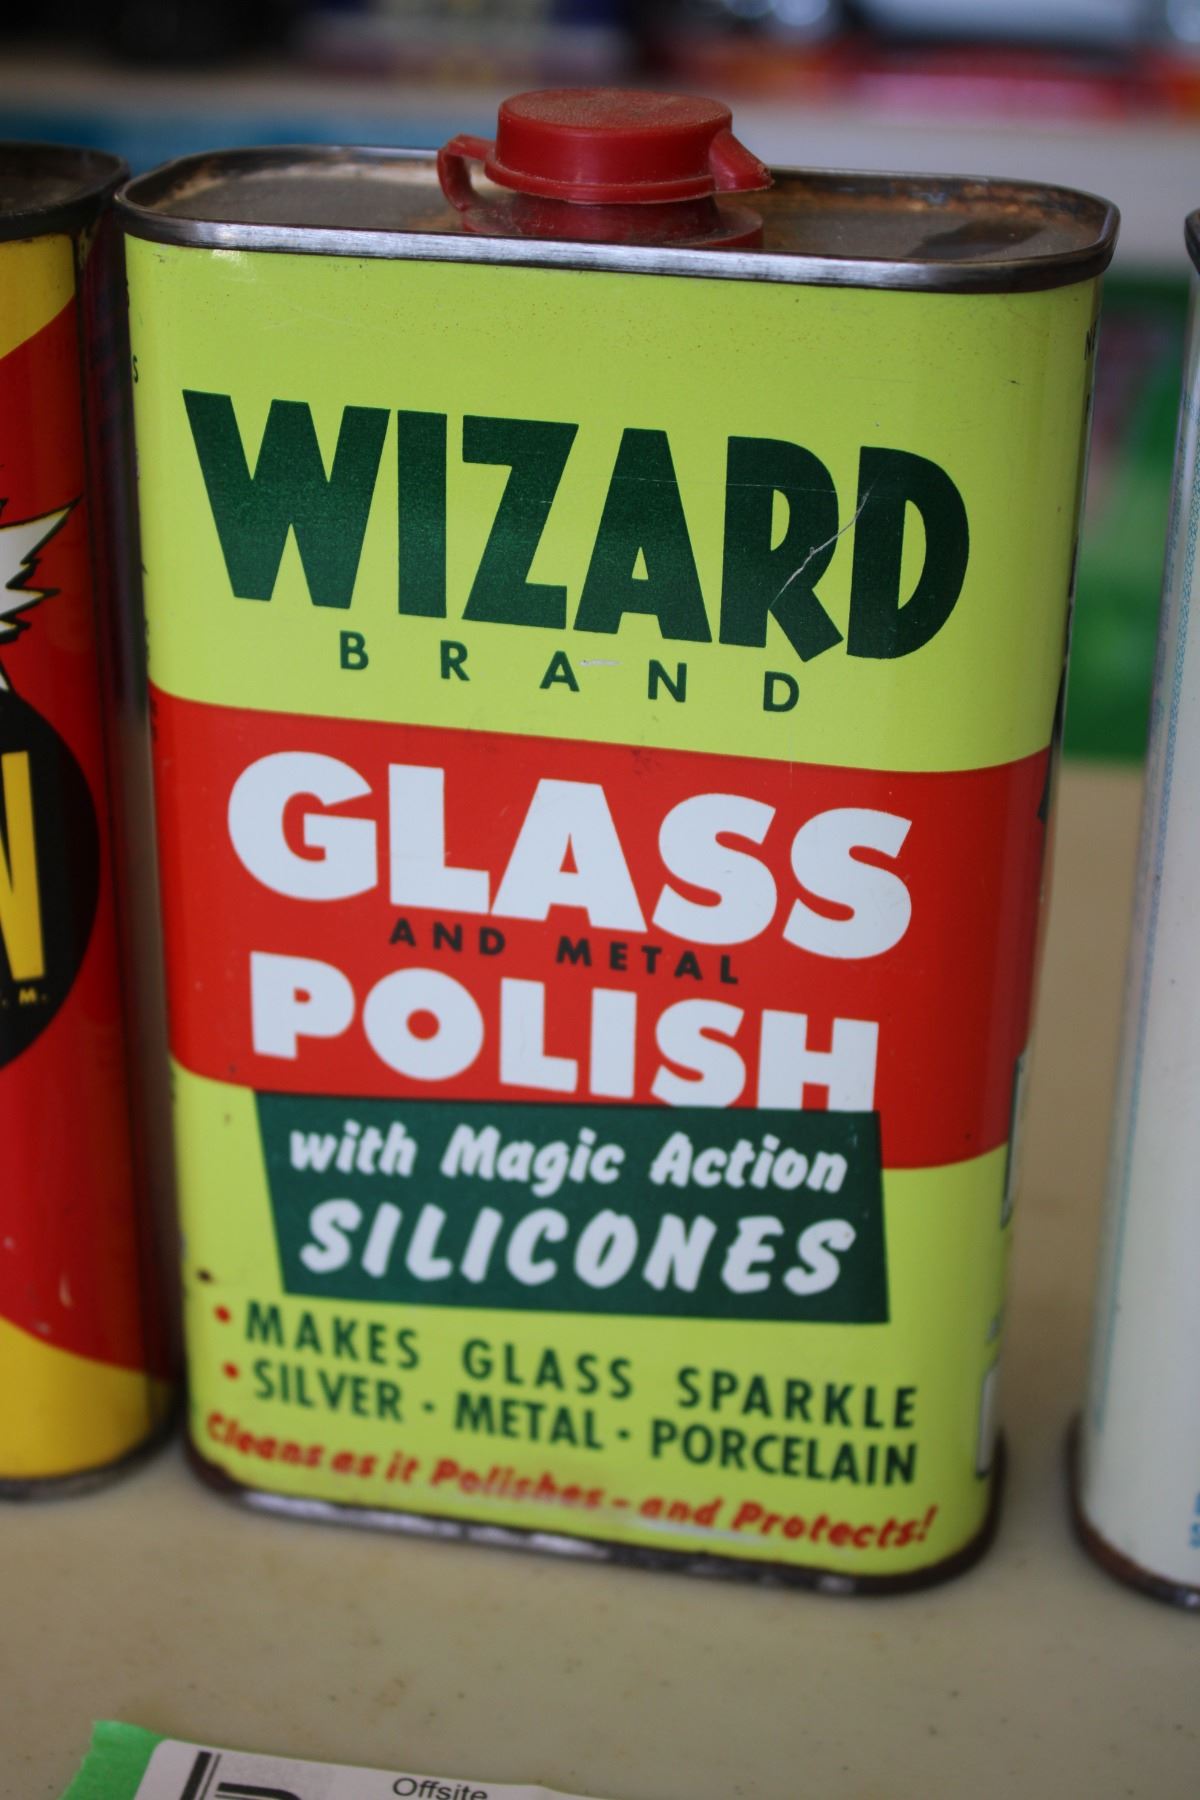 WIZARD
BRAND
GLASS
AND METAL
POLISH
with Magic Action
SILICONES
• MAKES GLASS SPARKLE
• SILVER · METAL · PORCELAIN
Cleans as it Polishes - and Protects!
Offsite